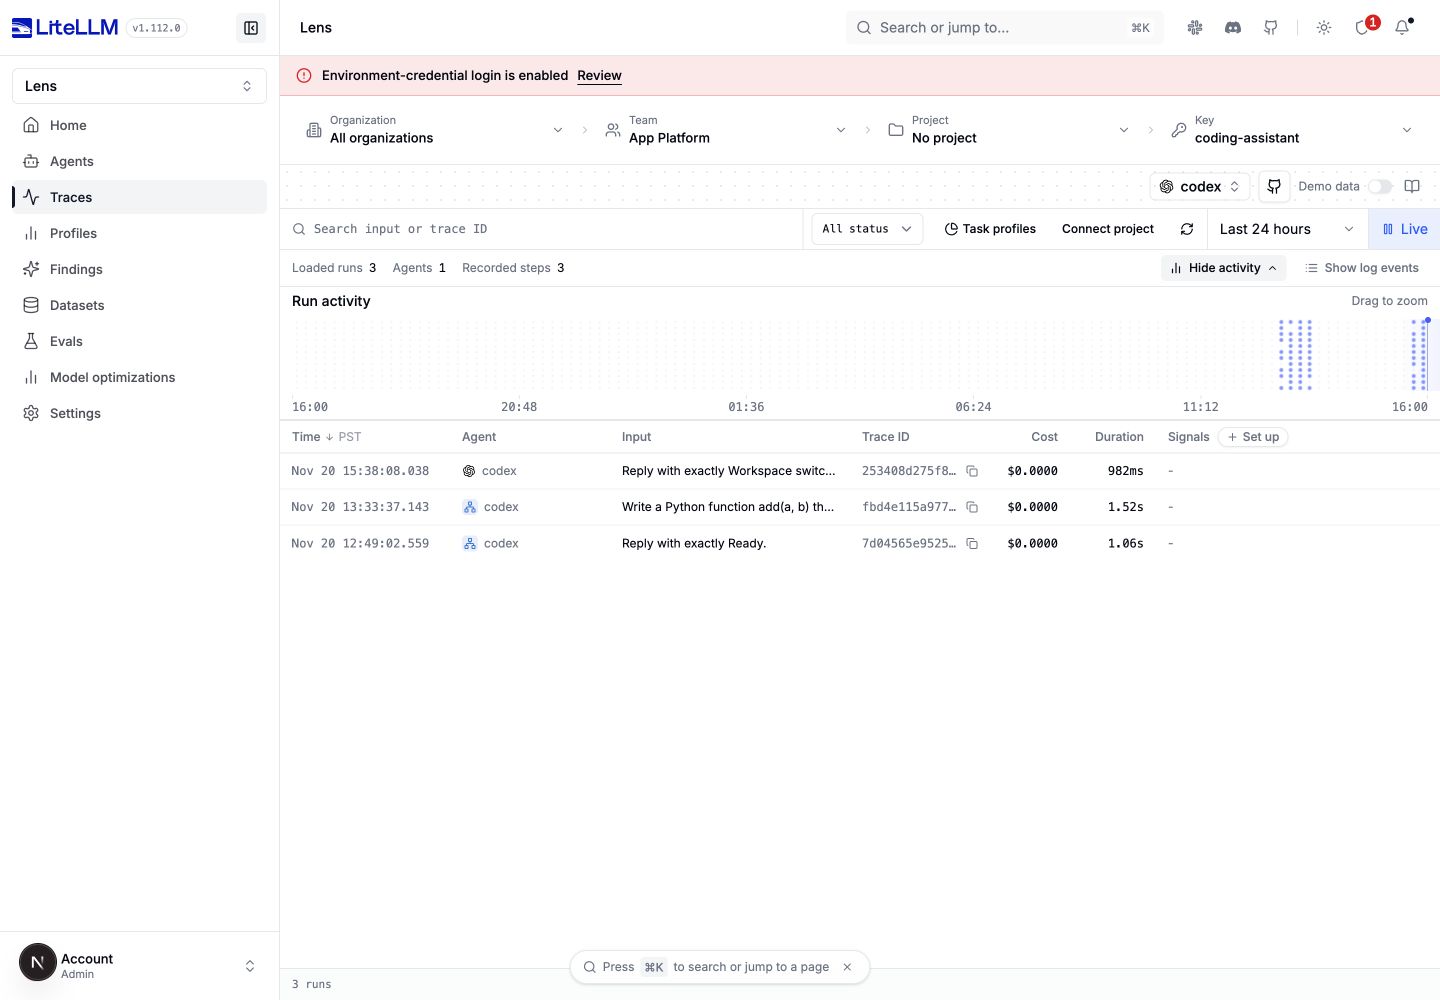 LiteLLM v1.112.0
Lens
Search or jump to... ⌘K
1
Lens
Environment-credential login is enabled Review
Home
Agents
Traces
Profiles
Findings
Datasets
Evals
Model optimizations
Settings
Organization
All organizations
Team
App Platform
Project
No project
Key
coding-assistant
codex
Demo data
Search input or trace ID
All status
Task profiles
Connect project
Last 24 hours
Live
Loaded runs 3 Agents 1 Recorded steps 3
Hide activity
Show log events
Run activity
Drag to zoom
16:00 20:48 01:36 06:24 11:12 16:00
Time ↓ PST Agent Input Trace ID Cost Duration Signals + Set up
Nov 20 15:38:08.038 codex Reply with exactly Workspace switc... 253408d275f8... $0.0000 982ms -
Nov 20 13:33:37.143 codex Write a Python function add(a, b) th... fbd4e115a977... $0.0000 1.52s -
Nov 20 12:49:02.559 codex Reply with exactly Ready. 7d04565e9525... $0.0000 1.06s -
N
Account
Admin
Press ⌘K to search or jump to a page ×
3 runs